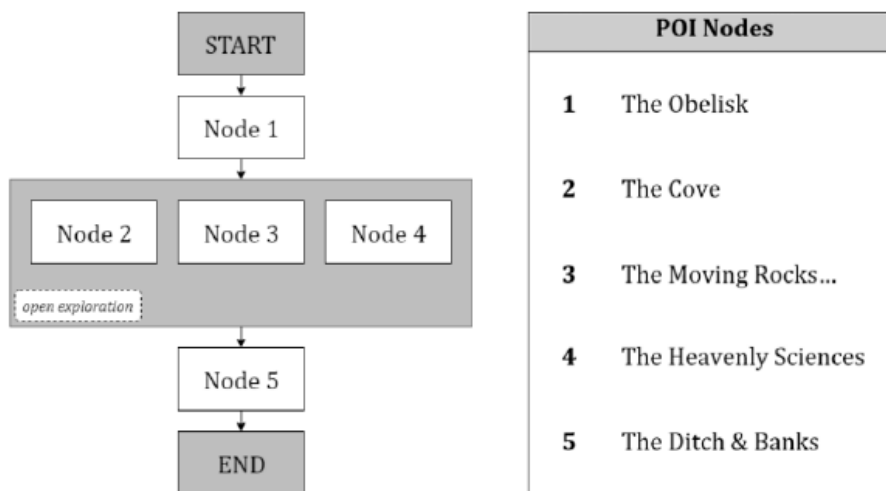 START
Node 1
Node 2
Node 3
Node 4
open exploration
Node 5
END
POI Nodes
1 The Obelisk
2 The Cove
3 The Moving Rocks...
4 The Heavenly Sciences
5 The Ditch & Banks